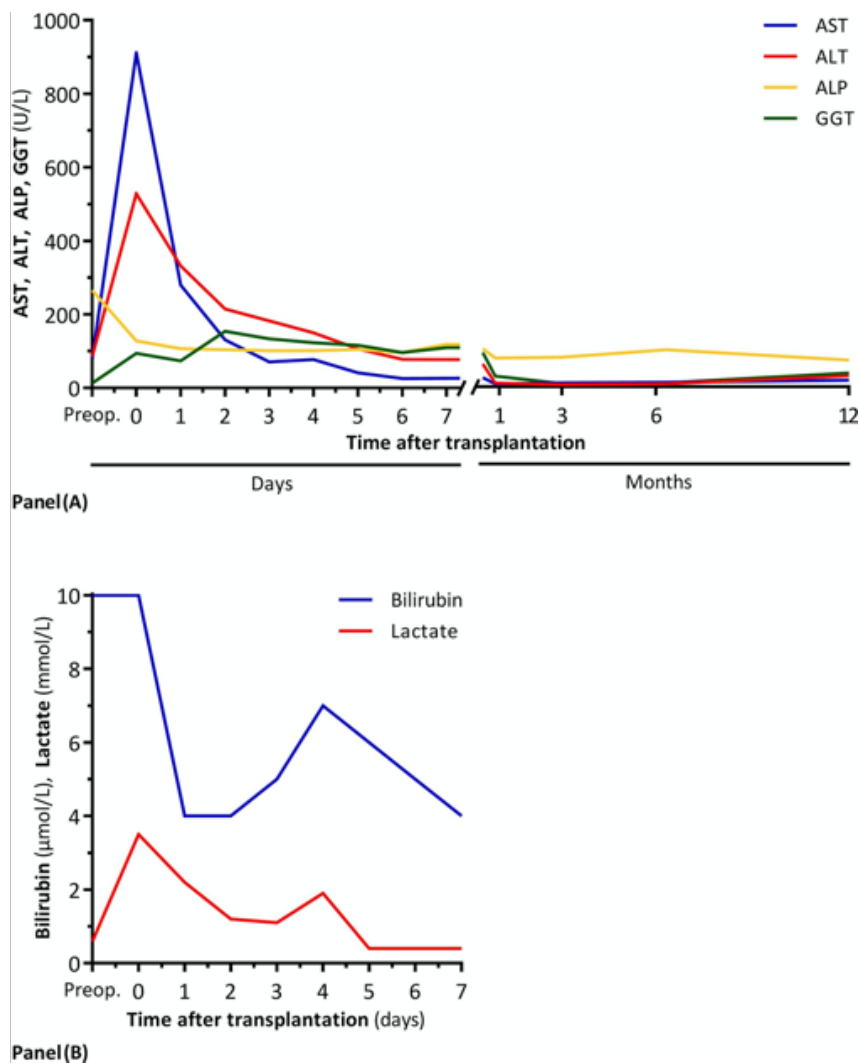 1000
800
600
400
200
0
AST, ALT, ALP, GGT (U/L)
AST
ALT
ALP
GGT
Preop. 0 1 2 3 4 5 6 7 1 3 6 12
Time after transplantation
Days Months
Panel (A)
10
8
6
4
2
0
Bilirubin (µmol/L), Lactate (mmol/L)
Bilirubin
Lactate
Preop. 0 1 2 3 4 5 6 7
Time after transplantation (days)
Panel (B)